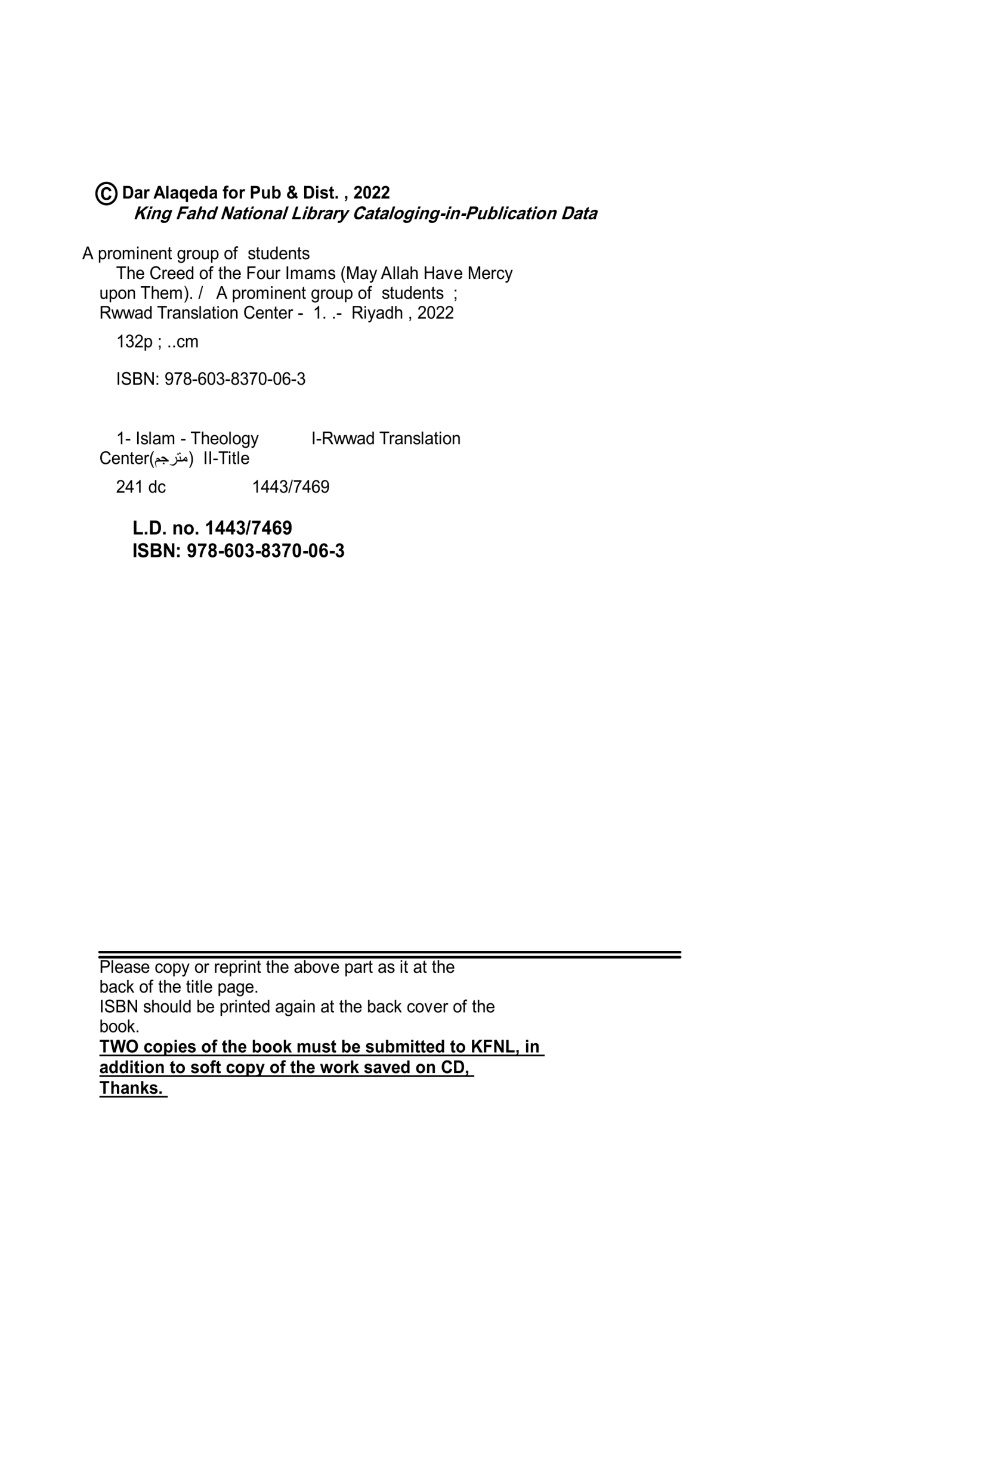 © Dar Alaqeda for Pub & Dist. , 2022
King Fahd National Library Cataloging-in-Publication Data
A prominent group of students
The Creed of the Four Imams (May Allah Have Mercy
upon Them). / A prominent group of students ;
Rwwad Translation Center - 1. .- Riyadh , 2022
132p ; ..cm
ISBN: 978-603-8370-06-3
1- Islam - Theology I-Rwwad Translation
Center(مترجم) II-Title
241 dc 1443/7469
L.D. no. 1443/7469
ISBN: 978-603-8370-06-3
Please copy or reprint the above part as it at the
back of the title page.
ISBN should be printed again at the back cover of the
book.
TWO copies of the book must be submitted to KFNL, in
addition to soft copy of the work saved on CD,
Thanks.